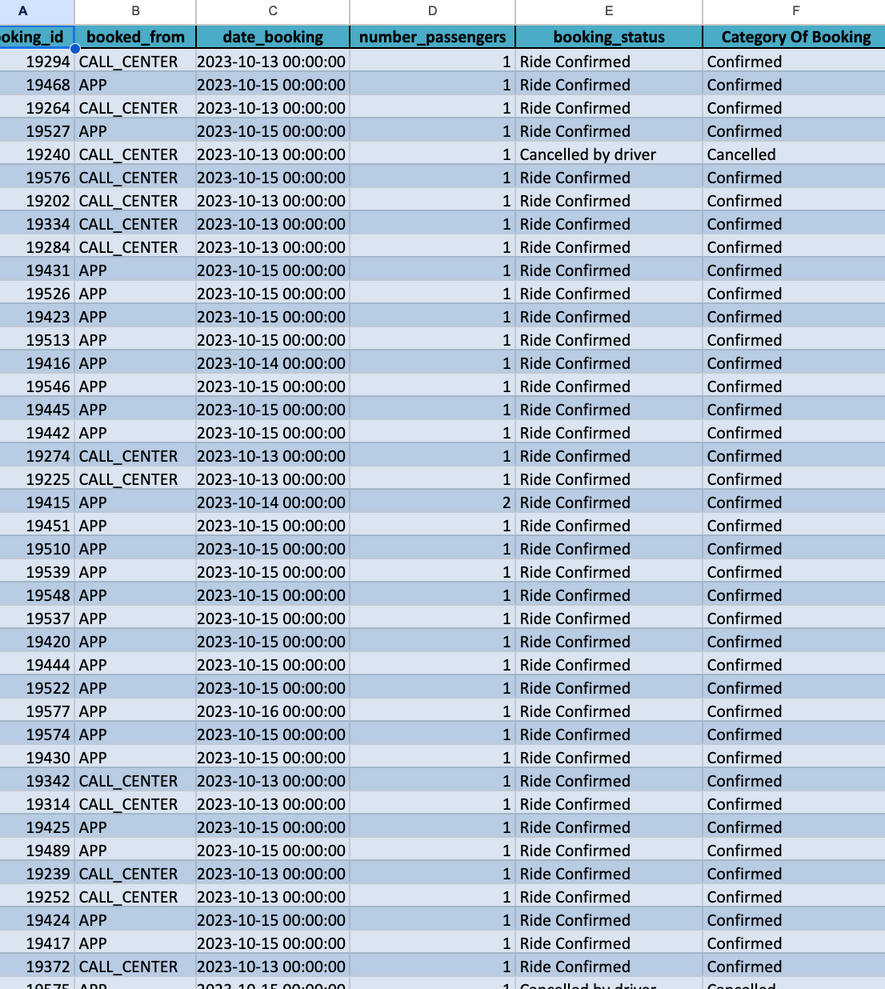 A B C D E F
oking_id booked_from date_booking number_passengers booking_status Category Of Booking
19294 CALL_CENTER 2023-10-13 00:00:00 1 Ride Confirmed Confirmed
19468 APP 2023-10-15 00:00:00 1 Ride Confirmed Confirmed
19264 CALL_CENTER 2023-10-13 00:00:00 1 Ride Confirmed Confirmed
19527 APP 2023-10-15 00:00:00 1 Ride Confirmed Confirmed
19240 CALL_CENTER 2023-10-13 00:00:00 1 Cancelled by driver Cancelled
19576 CALL_CENTER 2023-10-15 00:00:00 1 Ride Confirmed Confirmed
19202 CALL_CENTER 2023-10-13 00:00:00 1 Ride Confirmed Confirmed
19334 CALL_CENTER 2023-10-13 00:00:00 1 Ride Confirmed Confirmed
19284 CALL_CENTER 2023-10-13 00:00:00 1 Ride Confirmed Confirmed
19431 APP 2023-10-15 00:00:00 1 Ride Confirmed Confirmed
19526 APP 2023-10-15 00:00:00 1 Ride Confirmed Confirmed
19423 APP 2023-10-15 00:00:00 1 Ride Confirmed Confirmed
19513 APP 2023-10-15 00:00:00 1 Ride Confirmed Confirmed
19416 APP 2023-10-14 00:00:00 1 Ride Confirmed Confirmed
19546 APP 2023-10-15 00:00:00 1 Ride Confirmed Confirmed
19445 APP 2023-10-15 00:00:00 1 Ride Confirmed Confirmed
19442 APP 2023-10-15 00:00:00 1 Ride Confirmed Confirmed
19274 CALL_CENTER 2023-10-13 00:00:00 1 Ride Confirmed Confirmed
19225 CALL_CENTER 2023-10-13 00:00:00 1 Ride Confirmed Confirmed
19415 APP 2023-10-14 00:00:00 2 Ride Confirmed Confirmed
19451 APP 2023-10-15 00:00:00 1 Ride Confirmed Confirmed
19510 APP 2023-10-15 00:00:00 1 Ride Confirmed Confirmed
19539 APP 2023-10-15 00:00:00 1 Ride Confirmed Confirmed
19548 APP 2023-10-15 00:00:00 1 Ride Confirmed Confirmed
19537 APP 2023-10-15 00:00:00 1 Ride Confirmed Confirmed
19420 APP 2023-10-15 00:00:00 1 Ride Confirmed Confirmed
19444 APP 2023-10-15 00:00:00 1 Ride Confirmed Confirmed
19522 APP 2023-10-15 00:00:00 1 Ride Confirmed Confirmed
19577 APP 2023-10-16 00:00:00 1 Ride Confirmed Confirmed
19574 APP 2023-10-15 00:00:00 1 Ride Confirmed Confirmed
19430 APP 2023-10-15 00:00:00 1 Ride Confirmed Confirmed
19342 CALL_CENTER 2023-10-13 00:00:00 1 Ride Confirmed Confirmed
19314 CALL_CENTER 2023-10-13 00:00:00 1 Ride Confirmed Confirmed
19425 APP 2023-10-15 00:00:00 1 Ride Confirmed Confirmed
19489 APP 2023-10-15 00:00:00 1 Ride Confirmed Confirmed
19239 CALL_CENTER 2023-10-13 00:00:00 1 Ride Confirmed Confirmed
19252 CALL_CENTER 2023-10-13 00:00:00 1 Ride Confirmed Confirmed
19424 APP 2023-10-15 00:00:00 1 Ride Confirmed Confirmed
19417 APP 2023-10-15 00:00:00 1 Ride Confirmed Confirmed
19372 CALL_CENTER 2023-10-13 00:00:00 1 Ride Confirmed Confirmed